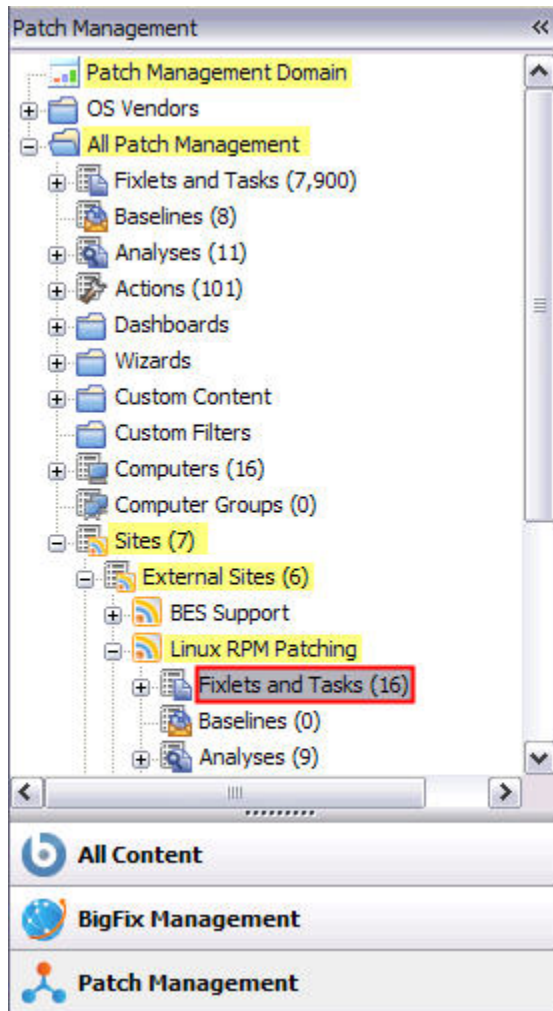 Patch Management
Patch Management Domain
OS Vendors
All Patch Management
Fixlets and Tasks (7,900)
Baselines (8)
Analyses (11)
Actions (101)
Dashboards
Wizards
Custom Content
Custom Filters
Computers (16)
Computer Groups (0)
Sites (7)
External Sites (6)
BES Support
Linux RPM Patching
Fixlets and Tasks (16)
Baselines (0)
Analyses (9)
All Content
BigFix Management
Patch Management